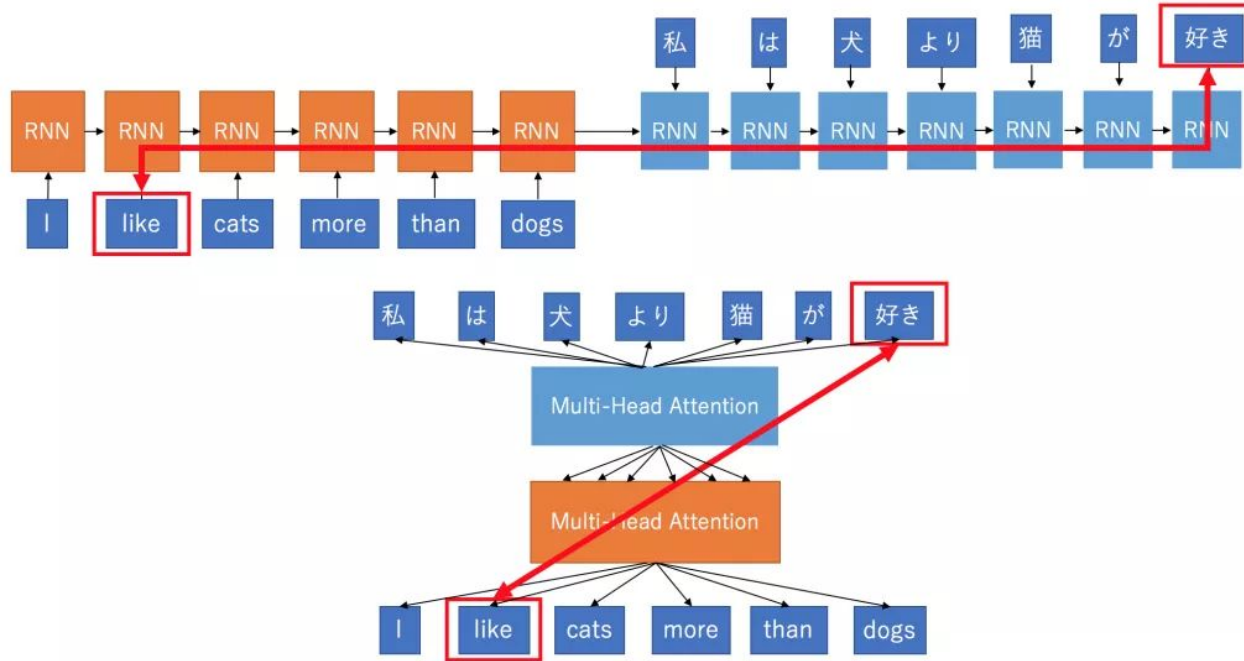 私 は 犬 より 猫 が 好き
RNN RNN RNN RNN RNN RNN RNN RNN RNN RNN RNN RNN RNN
I like cats more than dogs
私 は 犬 より 猫 が 好き
Multi-Head Attention
Multi-Head Attention
I like cats more than dogs